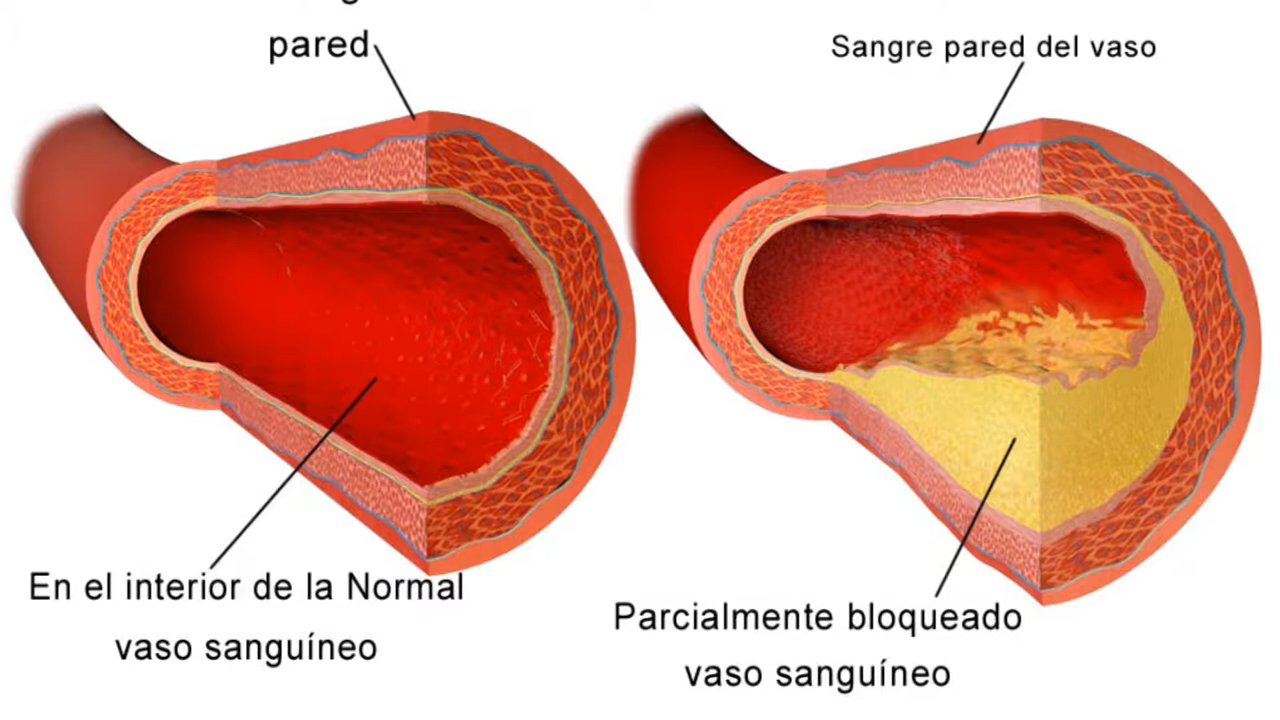 pared
Sangre pared del vaso
En el interior de la Normal
vaso sanguíneo
Parcialmente bloqueado
vaso sanguíneo